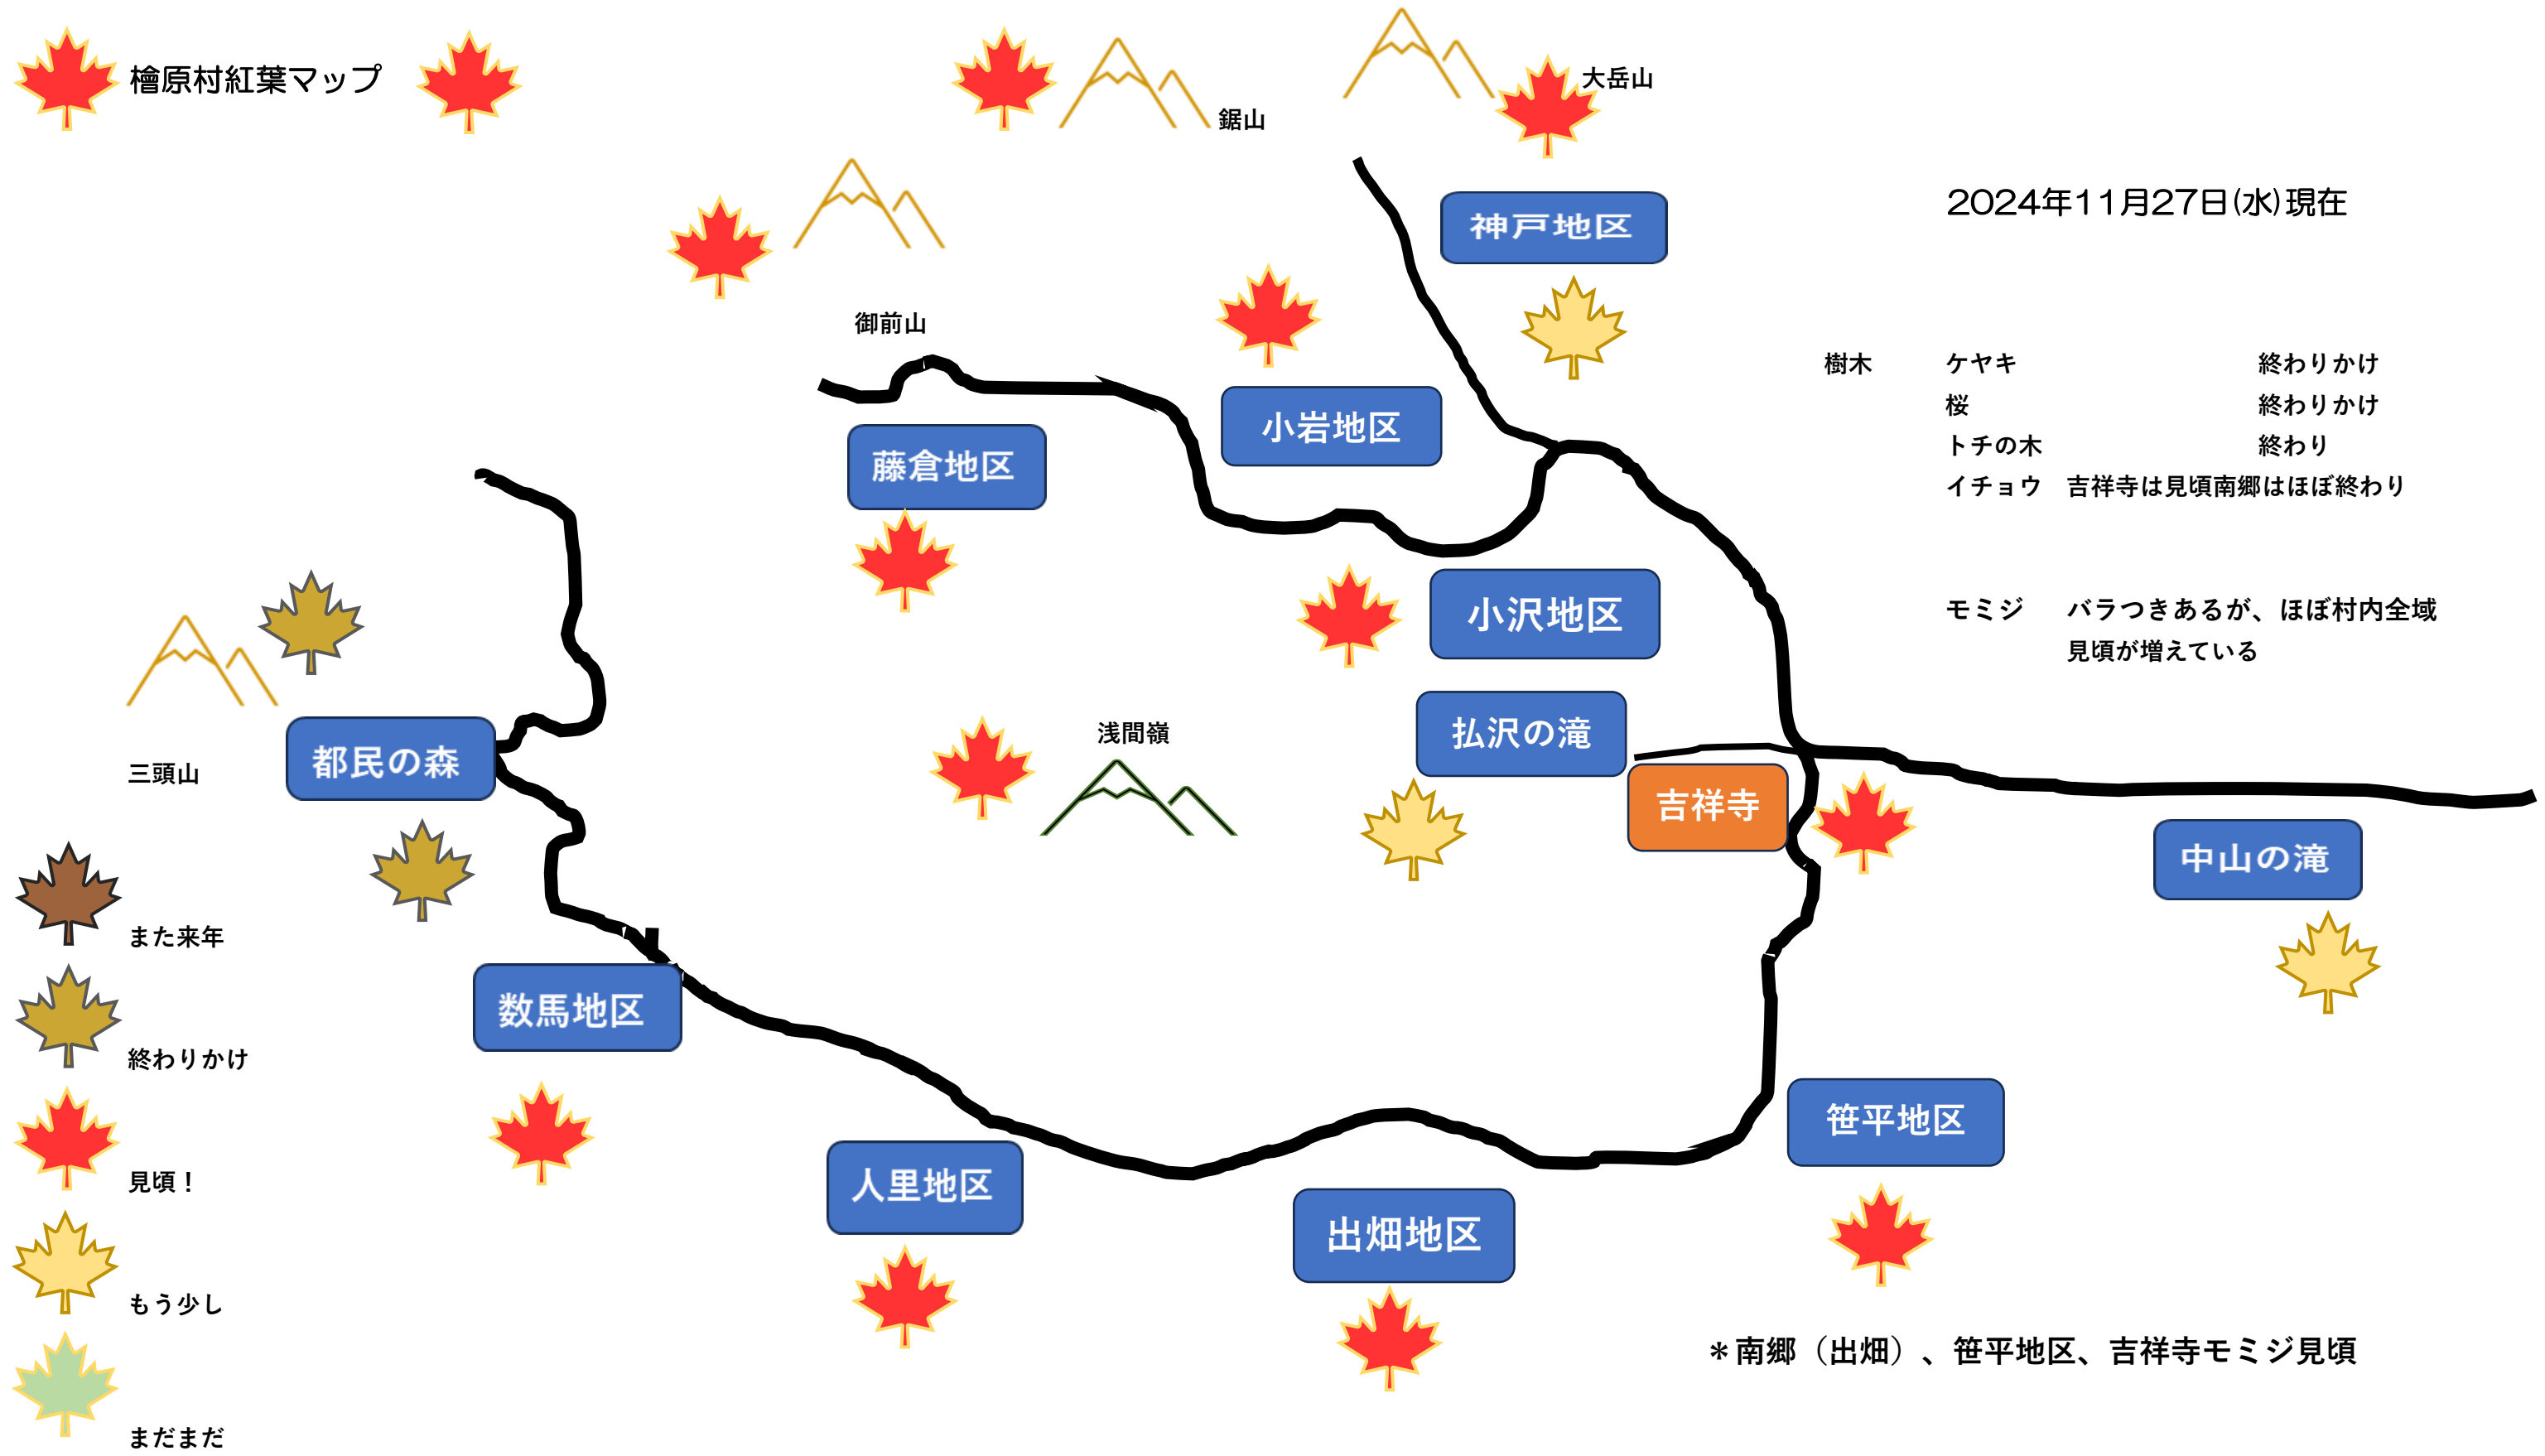 檜原村紅葉マップ
鋸山
大岳山
2024年11月27日(水)現在
神戸地区
御前山
小岩地区
藤倉地区
樹木 ケヤキ 終わりかけ
桜 終わりかけ
トチの木 終わり
イチョウ 吉祥寺は見頃南郷はほぼ終わり
モミジ バラつきあるが、ほぼ村内全域
見頃が増えている
小沢地区
払沢の滝
浅間嶺
三頭山
都民の森
吉祥寺
中山の滝
また来年
数馬地区
終わりかけ
笹平地区
人里地区
見頃！
出畑地区
もう少し
＊南郷（出畑）、笹平地区、吉祥寺モミジ見頃
まだまだ